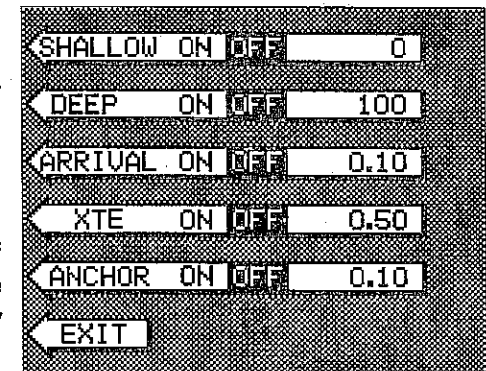 SHALLOW ON OFF 0
DEEP ON OFF 100
ARRIVAL ON OFF 0.10
XTE ON OFF 0.50
ANCHOR ON OFF 0.10
EXIT